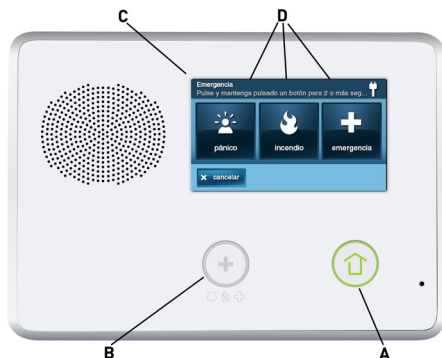 C
D
Emergencia
Pulse y mantenga pulsado un botón para 2 o más seg...
pánico
incendio
emergencia
cancelar
B
A